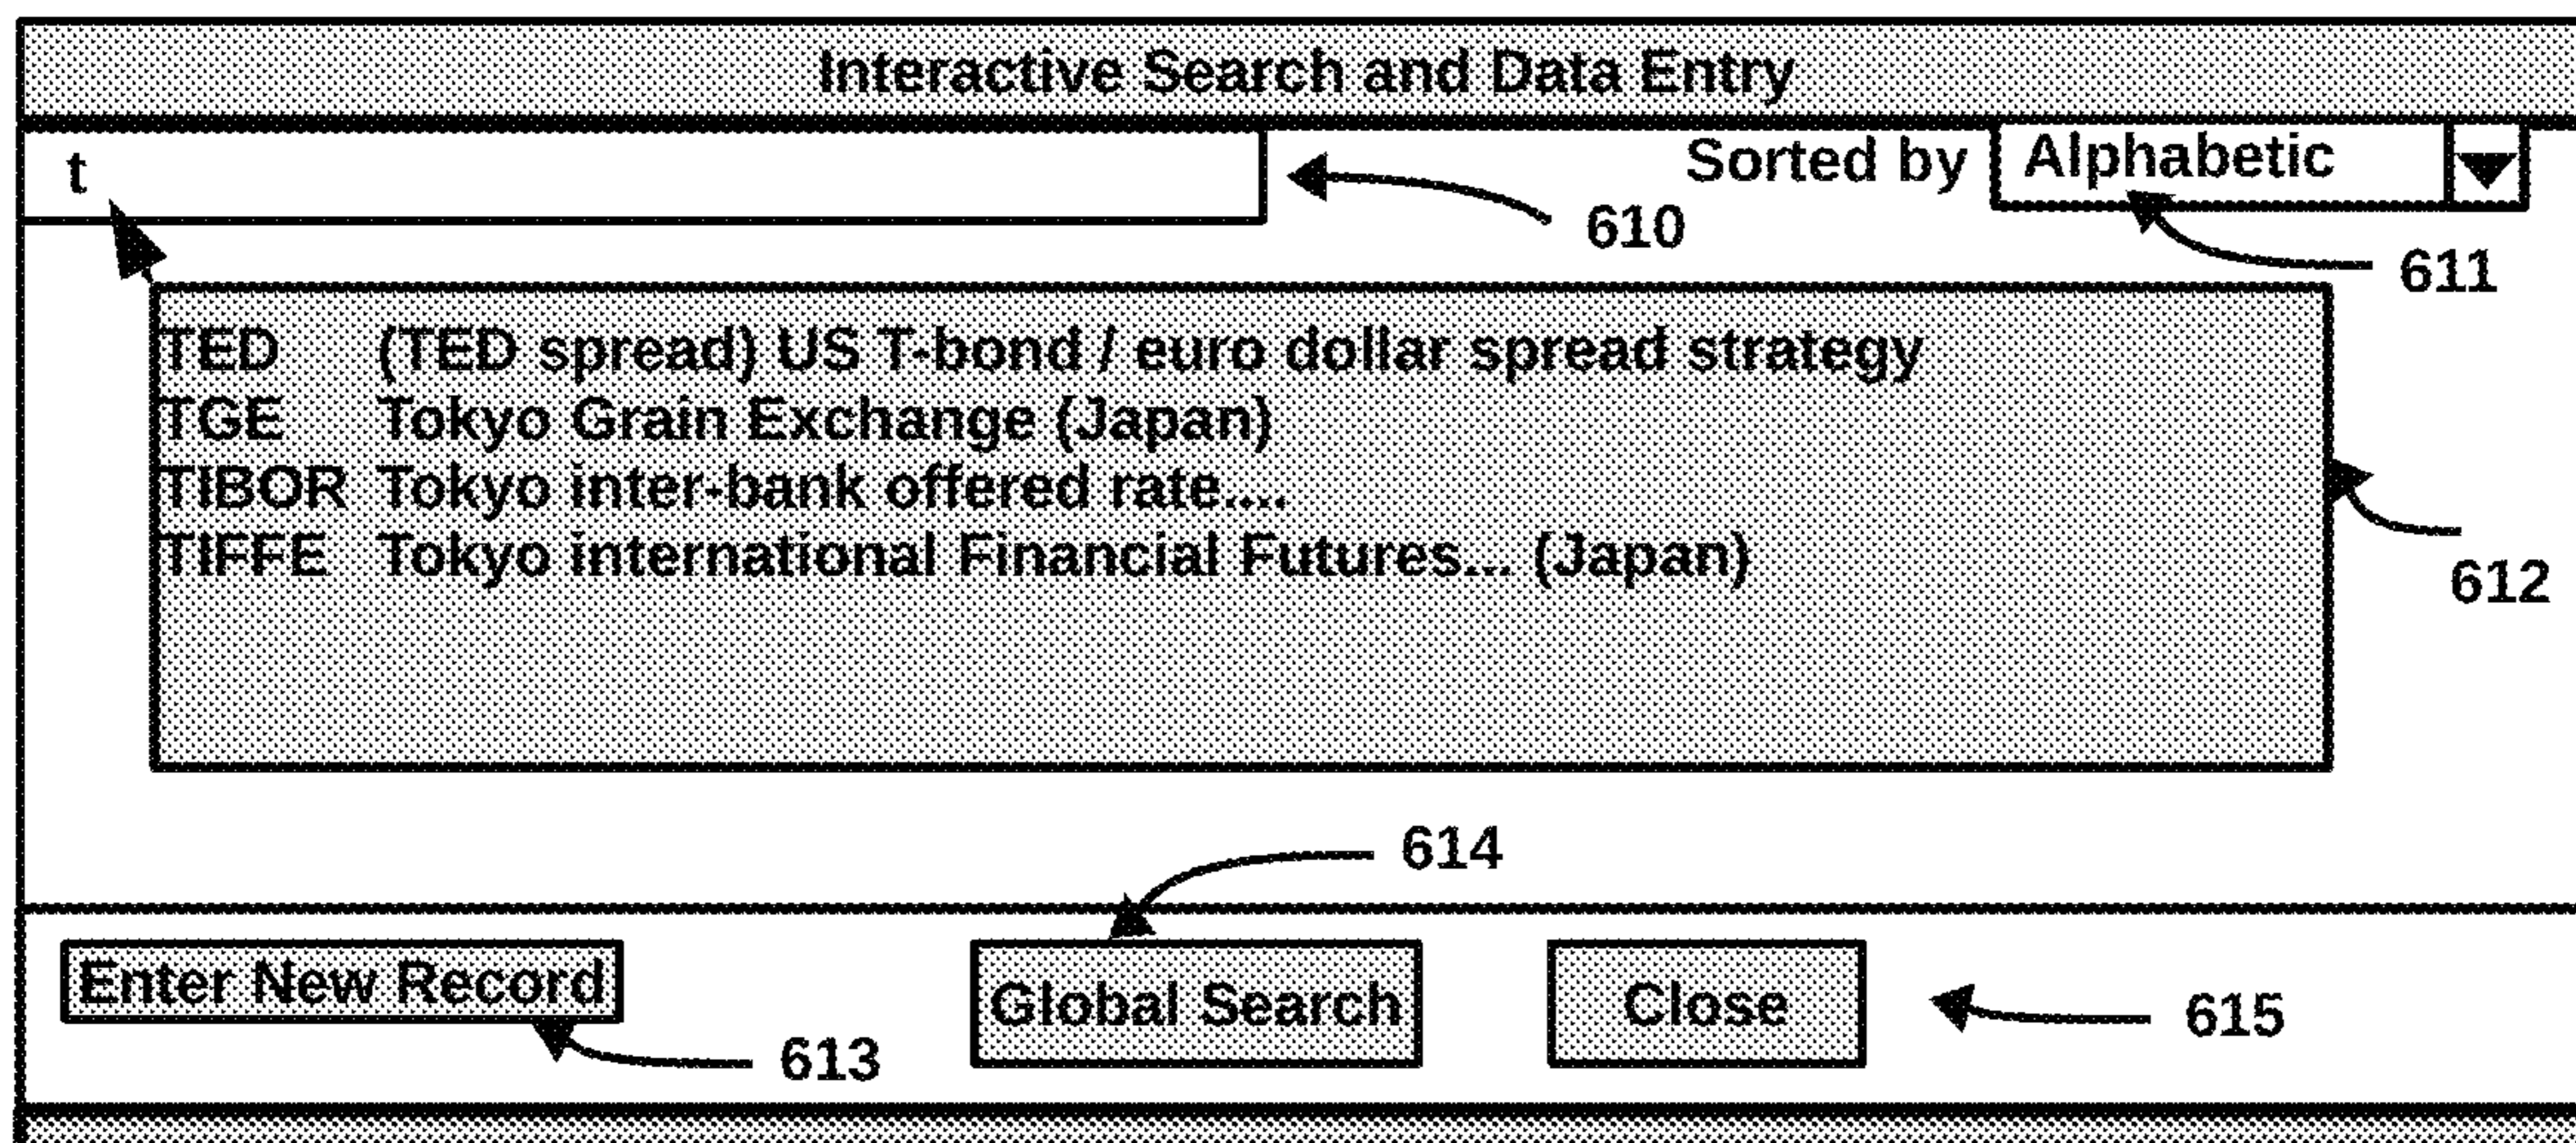 Interactive Search and Data Entry
t
Sorted by Alphabetic
610
611
TED (TED spread) US T-bond / euro dollar spread strategy
TGE Tokyo Grain Exchange (Japan)
TIBOR Tokyo inter-bank offered rate....
TIFFE Tokyo international Financial Futures... (Japan)
612
614
Enter New Record
Global Search
Close
615
613